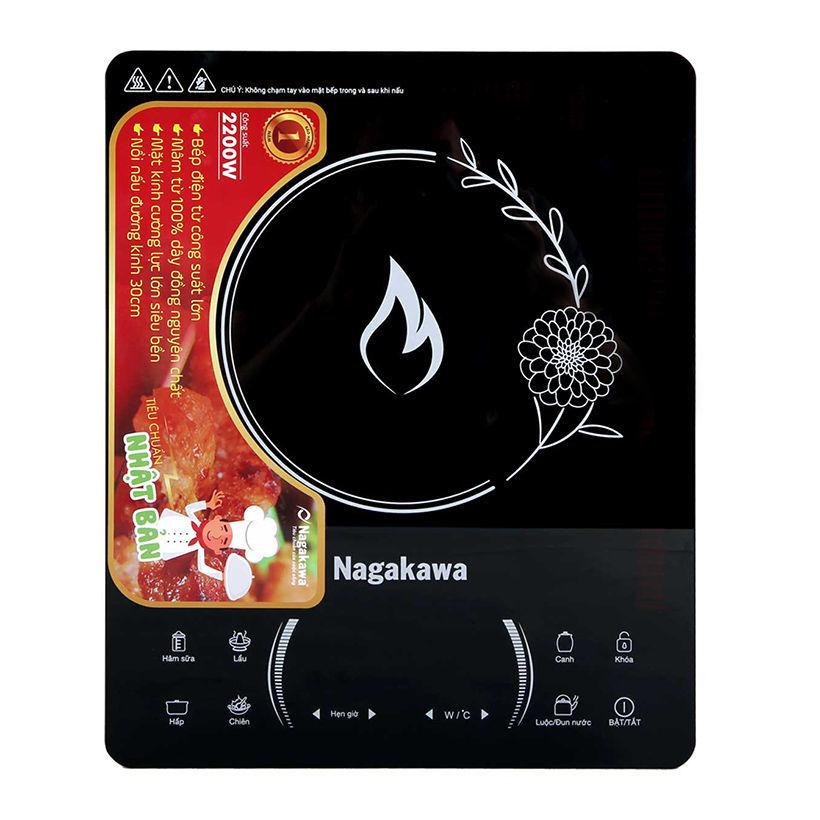 CHÚ Ý: Không chạm tay vào mặt bếp trong và sau khi nấu
1
Công suất
2200W
Bếp điện từ công suất lớn
Mâm từ 100% dây đồng nguyên chất
Mặt kính cường lực lớn siêu bền
Nồi nấu đường kính 30cm
TIÊU CHUẨN
NHẬT BẢN
Nagakawa
Nagakawa
Hâm sữa
Lẩu
Canh
Khóa
Hấp
Chiên
Hẹn giờ
W/°C
Luộc/Đun nước
BẬT/TẮT